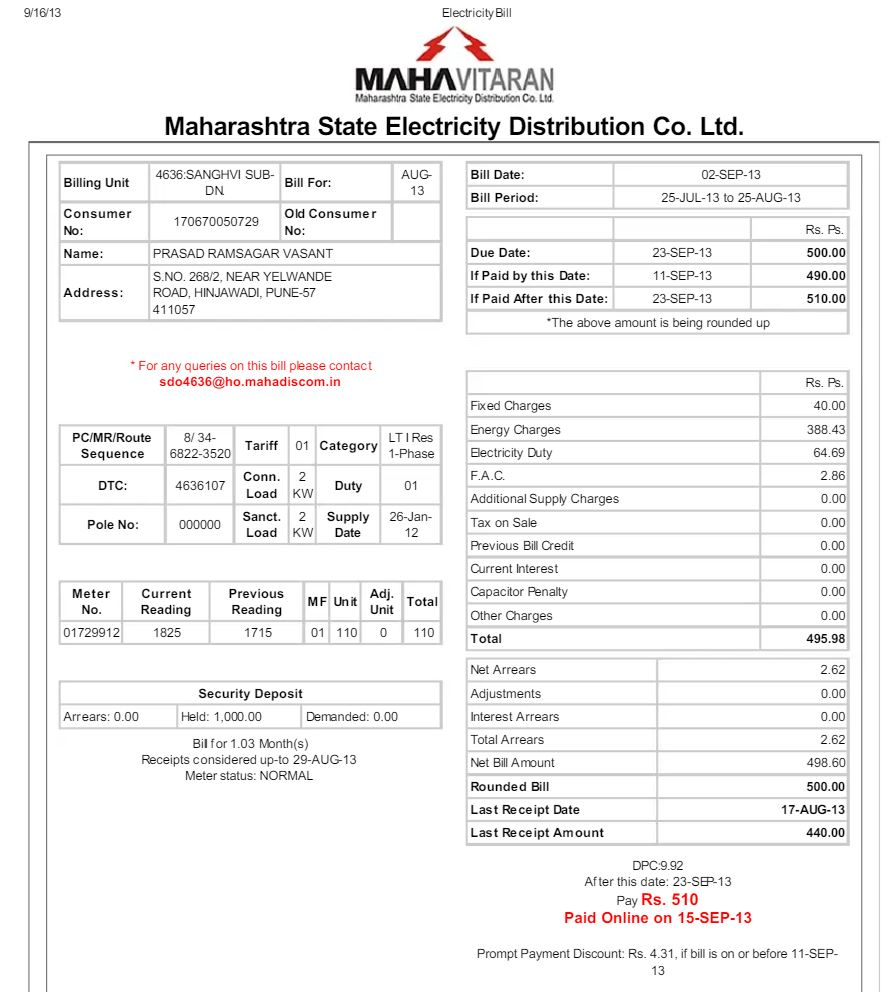 9/16/13 Electricity Bill
MAHAVITARAN
Maharashtra State Electricity Distribution Co. Ltd.
Maharashtra State Electricity Distribution Co. Ltd.
Billing Unit 4636:SANGHVI SUB-DN. Bill For: AUG-13
Consumer No: 170670050729 Old Consumer No:
Name: PRASAD RAMSAGAR VASANT
Address: S.NO. 268/2, NEAR YELWANDE
ROAD, HINJAWADI, PUNE-57
411057
* For any queries on this bill please contact
sdo4636@ho.mahadiscom.in
PC/MR/Route Sequence 8/ 34-6822-3520 Tariff 01 Category LT I Res 1-Phase
DTC: 4636107 Conn. Load 2 KW Duty 01
Pole No: 000000 Sanct. Load 2 KW Supply Date 26-Jan-12
Meter No. Current Reading Previous Reading MF Unit Adj. Unit Total
01729912 1825 1715 01 110 0 110
Security Deposit
Arrears: 0.00 Held: 1,000.00 Demanded: 0.00
Bill for 1.03 Month(s)
Receipts considered up-to 29-AUG-13
Meter status: NORMAL
Bill Date: 02-SEP-13
Bill Period: 25-JUL-13 to 25-AUG-13
Rs. Ps.
Due Date: 23-SEP-13 500.00
If Paid by this Date: 11-SEP-13 490.00
If Paid After this Date: 23-SEP-13 510.00
*The above amount is being rounded up
Rs. Ps.
Fixed Charges 40.00
Energy Charges 388.43
Electricity Duty 64.69
F.A.C. 2.86
Additional Supply Charges 0.00
Tax on Sale 0.00
Previous Bill Credit 0.00
Current Interest 0.00
Capacitor Penalty 0.00
Other Charges 0.00
Total 495.98
Net Arrears 2.62
Adjustments 0.00
Interest Arrears 0.00
Total Arrears 2.62
Net Bill Amount 498.60
Rounded Bill 500.00
Last Receipt Date 17-AUG-13
Last Receipt Amount 440.00
DPC:9.92
After this date: 23-SEP-13
Pay Rs. 510
Paid Online on 15-SEP-13
Prompt Payment Discount: Rs. 4.31, if bill is on or before 11-SEP-
13